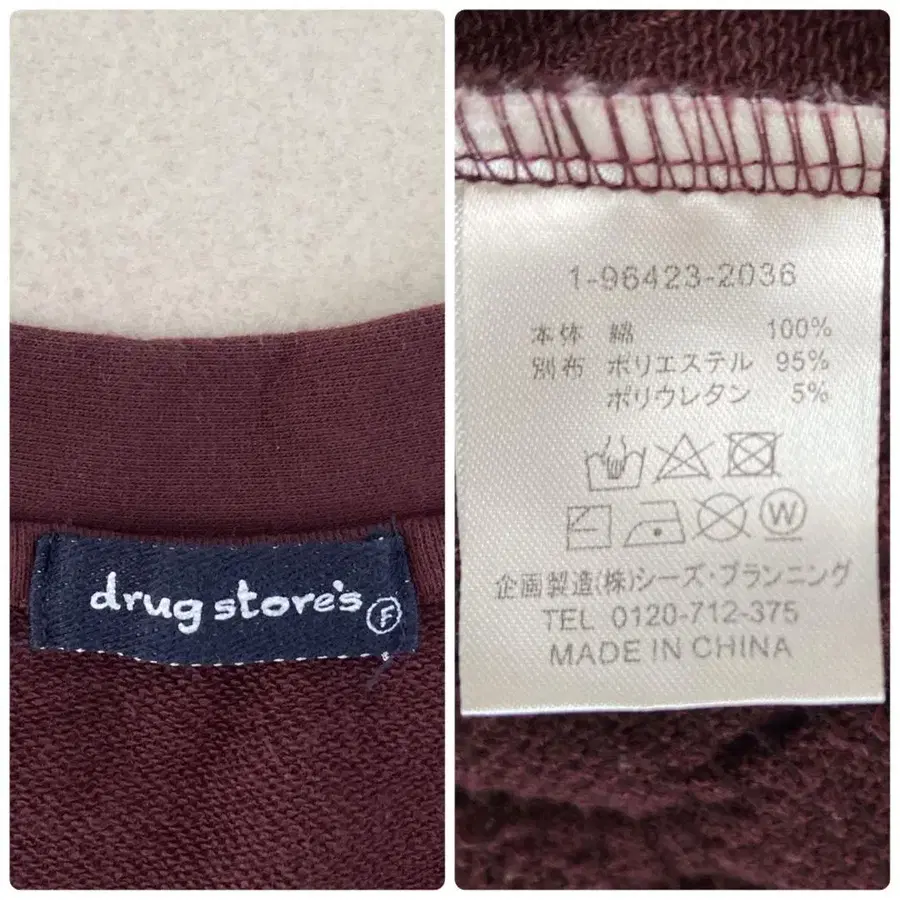 drug store's
F
1-96423-2036
本体 綿 100%
別布 ポリエステル 95%
ポリウレタン 5%
W
企画製造(株)シーズ・プランニング
TEL 0120-712-375
MADE IN CHINA